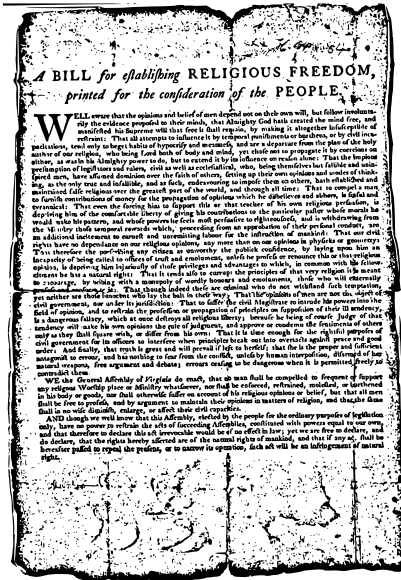 A BILL for eſtabliſhing RELIGIOUS FREEDOM,
printed for the conſideration of the PEOPLE.
WELL aware that the opinions and belief of men depend not on their own will, but follow involunta-
rily the evidence propoſed to their minds, that Almighty God hath created the mind free, and
manifeſted his Supreme will that free it ſhall remain, by making it altogether inſuſceptible of
reſtraint: That all attempts to influence it by temporal puniſhments or burthens, or by civil inca-
pacitations, tend only to beget habits of hypocriſy and meanneſs, and are a departure from the plan of the holy
author of our religion, who being Lord both of body and mind, yet choſe not to propagate it by coercions on
either, as was in his Almighty power to do, but to extend it by its influence on reaſon alone: That the impious
preſumption of legiſlators and rulers, civil as well as eccleſiaſtical, who, being themſelves but fallible and unin-
ſpired men, have aſſumed dominion over the faith of others, ſetting up their own opinions and modes of think-
ing, as the only true and infallible, and as ſuch, endeavouring to impoſe them on others, hath eſtabliſhed and
maintained falſe religions over the greateſt part of the world, and through all time: That to compel a man
to furniſh contributions of money for the propagation of opinions which he diſbelieves and abhors, is ſinful and
tyrannical: That even the forcing him to ſupport this or that teacher of his own religious perſuaſion, is
depriving him of the comfortable liberty of giving his contributions to the particular paſtor whoſe morals he
would make his pattern, and whoſe powers he feels moſt perſuaſive to righteouſneſs, and is withdrawing from
the Miniſtry thoſe temporal rewards which, proceeding from an approbation of their perſonal conduct, are
an additional incitement to earneſt and unremitting labour for the inſtruction of mankind: That our civil
rights have no dependance on our religious opinions, any more than on our opinions in phyſicks or geometry:
That therefore the proſcribing any citizen as unworthy the publick confidence, by laying upon him an
incapacity of being called to offices of truſt and emolument, unleſs he profeſs or renounce this or that religious
opinion, is depriving him injuriouſly of thoſe privileges and advantages to which, in common with his fellow-
citizens he has a natural right: That it tends alſo to corrupt the principles of that very religion it is meant
to encourage, by bribing with a monopoly of worldly honours and emoluments, thoſe who will externally
profeſs and conform to it: That though indeed theſe are criminal who do not withſtand ſuch temptation,
yet neither are thoſe innocent who lay the bait in their way: That the opinions of men are not the object of
civil government, nor under its juriſdiction: That to ſuffer the civil Magiſtrate to intrude his powers into the
field of opinion, and to reſtrain the profeſſion or propagation of principles on ſuppoſition of their ill tendency,
is a dangerous fallacy, which at once deſtroys all religious liberty; becauſe he being of courſe Judge of that
tendency will make his own opinions the rule of judgment, and approve or condemn the ſentiments of others
only as they ſhall ſquare with, or differ from his own: That it is time enough for the rightful purpoſes of
civil government for its officers to interfere when principles break out into overtacts againſt peace and good
order: And finally, that truth is great and will prevail if left to herſelf; that ſhe is the proper and ſufficient
antagoniſt to errour, and has nothing to fear from the conflict, unleſs by human interpoſition, diſarmed of her
natural weapons, free argument and debate; errours ceaſing to be dangerous when it is permitted freely to
contradict them.
WE the General Aſſembly of Virginia do enact, that no man ſhall be compelled to frequent or ſupport
any religious Worſhip place or Miniſtry whatſoever, nor ſhall be enforced, reſtrained, moleſted, or burthened
in his body or goods, nor ſhall otherwiſe ſuffer on account of his religious opinions or belief, but that all men
ſhall be free to profeſs, and by argument to maintain their opinions in matters of religion, and that the ſame
ſhall in no wiſe diminiſh, enlarge, or affect their civil capacities.
AND though we well know that this Aſſembly, elected by the people for the ordinary purpoſes of legiſlation
only, have no power to reſtrain the acts of ſucceeding Aſſemblies, conſtituted with powers equal to our own,
and that therefore to declare this act irrevocable would be of no effect in law; yet we are free to declare, and
do declare, that the rights hereby aſſerted are of the natural rights of mankind, and that if any act ſhall be
hereafter paſſed to repeal the preſent, or to narrow its operation, ſuch act will be an infringement of natural
right.